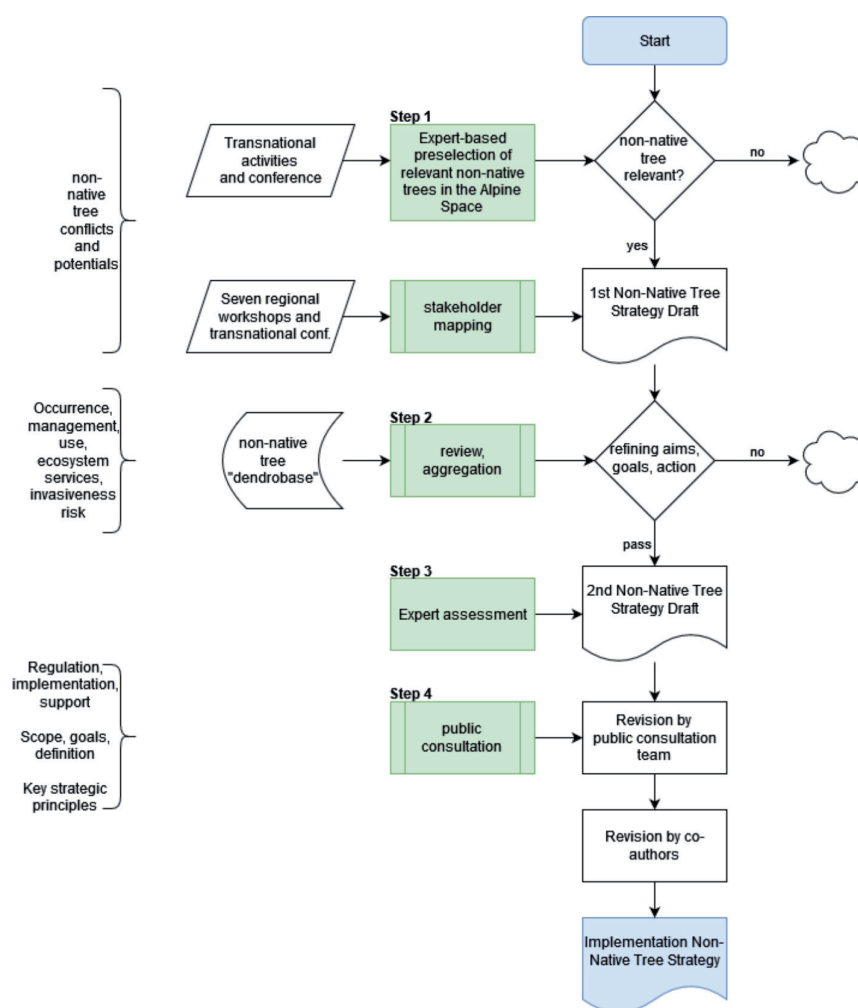 Start
Step 1
Transnational
activities
and conference
Expert-based
preselection of
relevant non-native
trees in the Alpine
Space
non-native
tree
relevant?
no
non-
native
tree
conflicts
and
potentials
yes
Seven regional
workshops and
transnational conf.
stakeholder
mapping
1st Non-Native Tree
Strategy Draft
Occurrence,
management,
use,
ecosystem
services,
invasiveness
risk
non-native
tree
"dendrobase"
Step 2
review,
aggregation
refining aims,
goals, action
no
pass
Step 3
Expert assessment
2nd Non-Native Tree
Strategy Draft
Regulation,
implementation,
support
Scope, goals,
definition
Key strategic
principles
Step 4
public
consultation
Revision by
public consultation
team
Revision by co-
authors
Implementation Non-
Native Tree Strategy